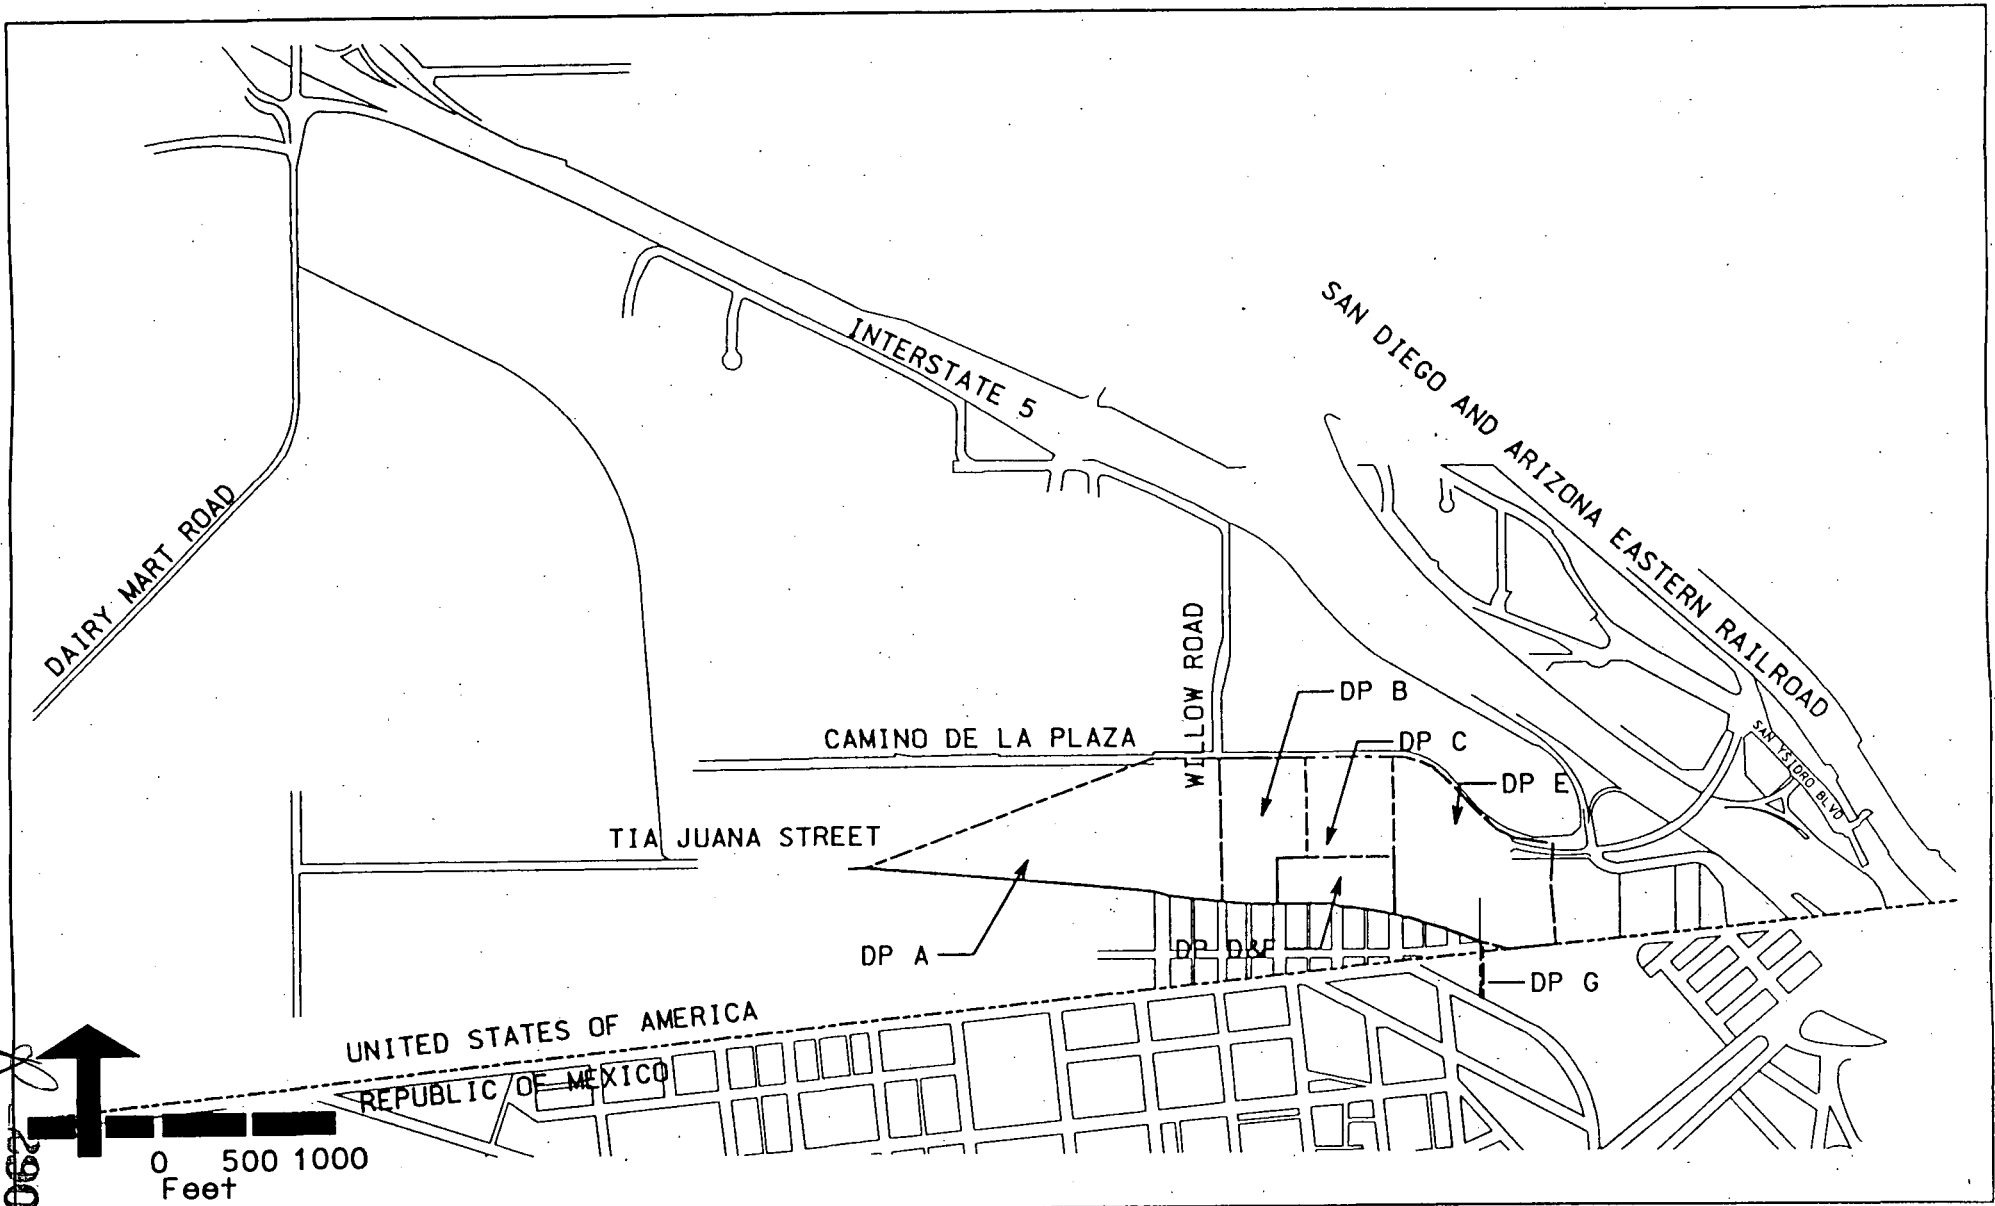 SAN DIEGO AND ARIZONA EASTERN RAILROAD
INTERSTATE 5
DAIRY MART ROAD
WILLOW ROAD
DP B
CAMINO DE LA PLAZA
DP C
SAN YSIDRO BLVD
DP E
TIA JUANA STREET
DP A
DP D&F
DP G
UNITED STATES OF AMERICA
REPUBLIC OF MEXICO
0 500 1000
Feet